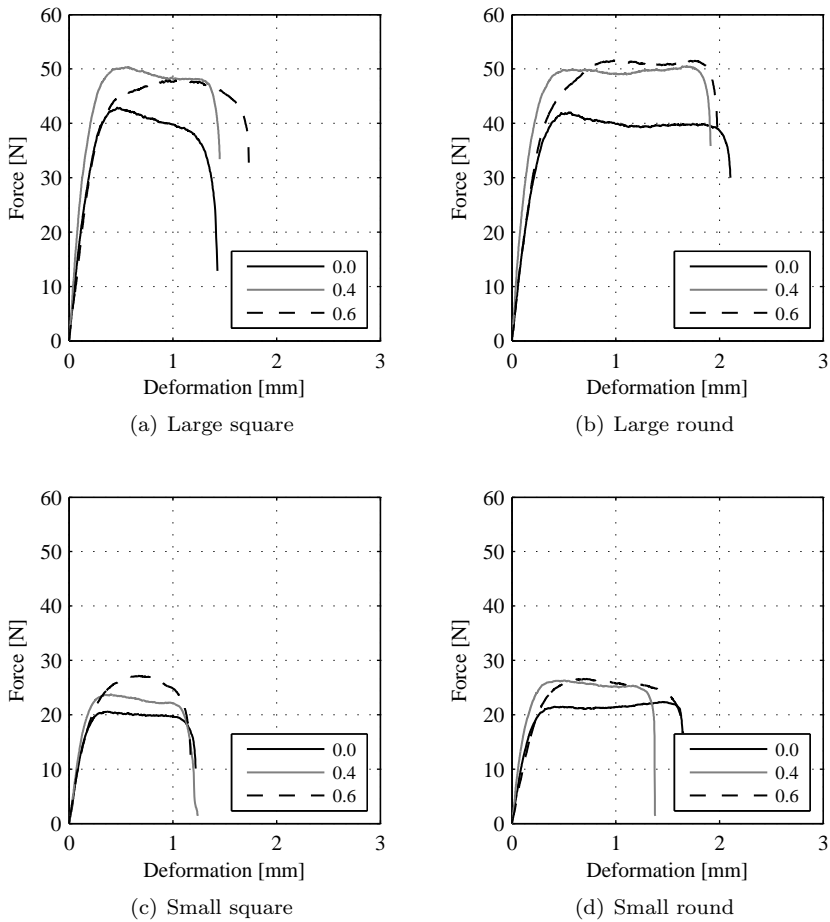 60
50
40
30
20
10
0
Force [N]
0 1 2 3
Deformation [mm]
0.0
0.4
0.6
(a) Large square
60
50
40
30
20
10
0
Force [N]
0 1 2 3
Deformation [mm]
0.0
0.4
0.6
(b) Large round
60
50
40
30
20
10
0
Force [N]
0 1 2 3
Deformation [mm]
0.0
0.4
0.6
(c) Small square
60
50
40
30
20
10
0
Force [N]
0 1 2 3
Deformation [mm]
0.0
0.4
0.6
(d) Small round